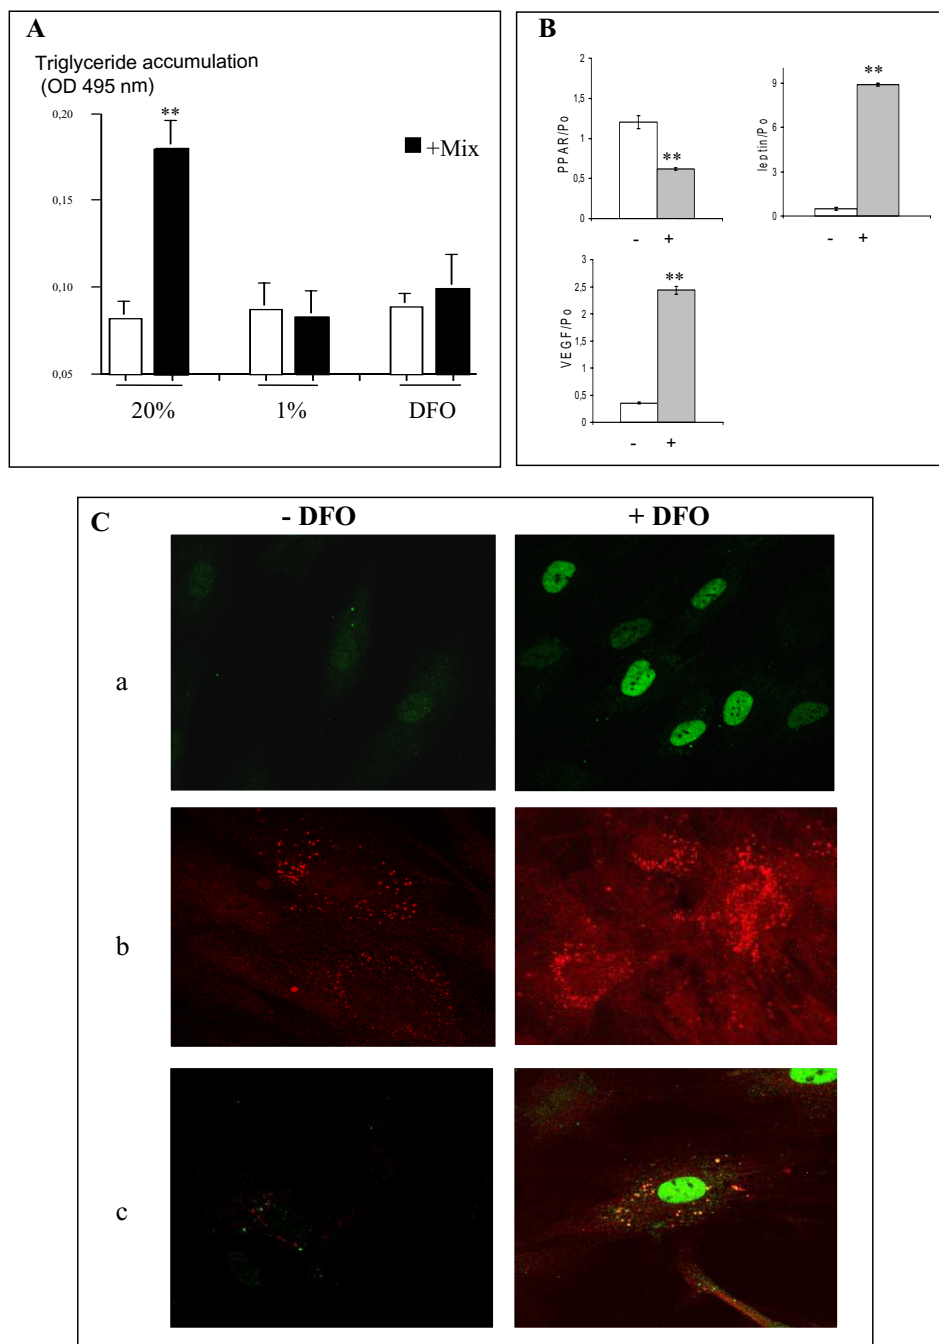 A
Triglyceride accumulation
(OD 495 nm)
**
0,20
0,15
0,10
0,05
+Mix
20% 1% DFO
B
PPAR/Po
2
1,5
1
0,5
0
**
- +
leptin/Po
9
6
3
0
**
- +
VEGF/Po
3
2,5
2
1,5
1
0,5
0
**
- +
C
- DFO + DFO
a
b
c